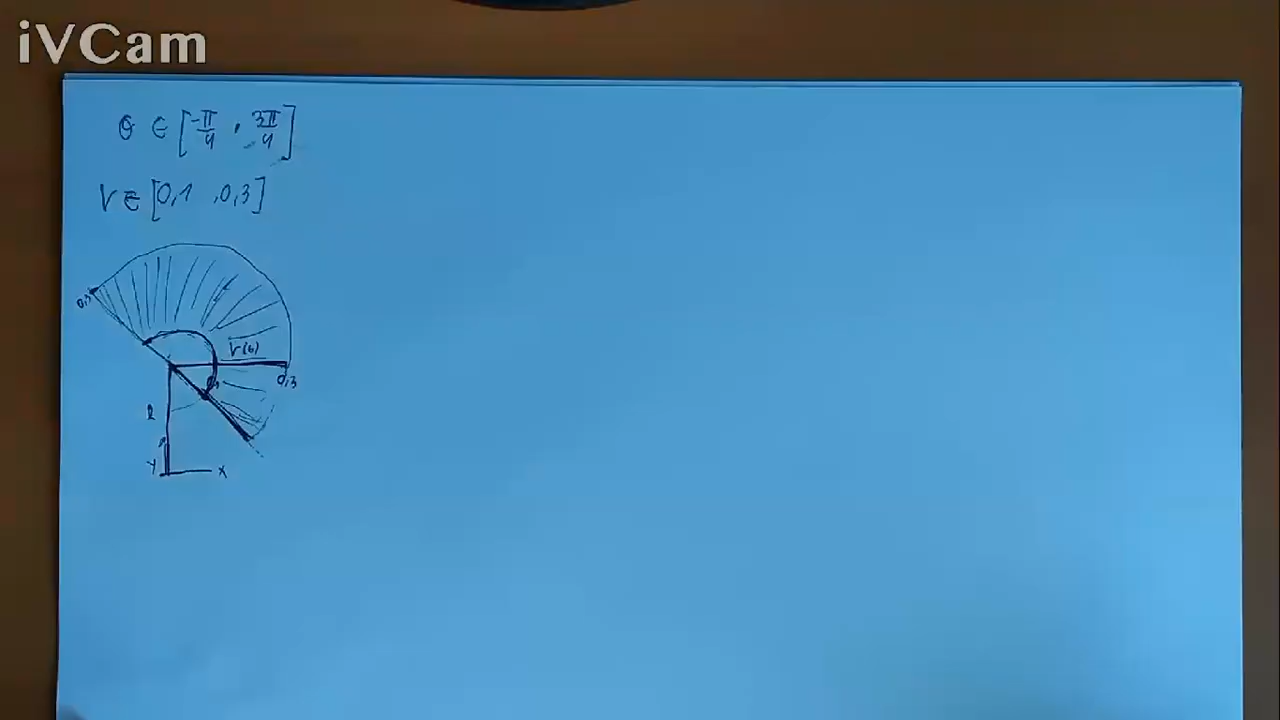 iVCam
θ ∈ [-π/4 , 3π/4]
r ∈ [0,1 , 0,3]
0,3
r(t)
0,3
l
y x